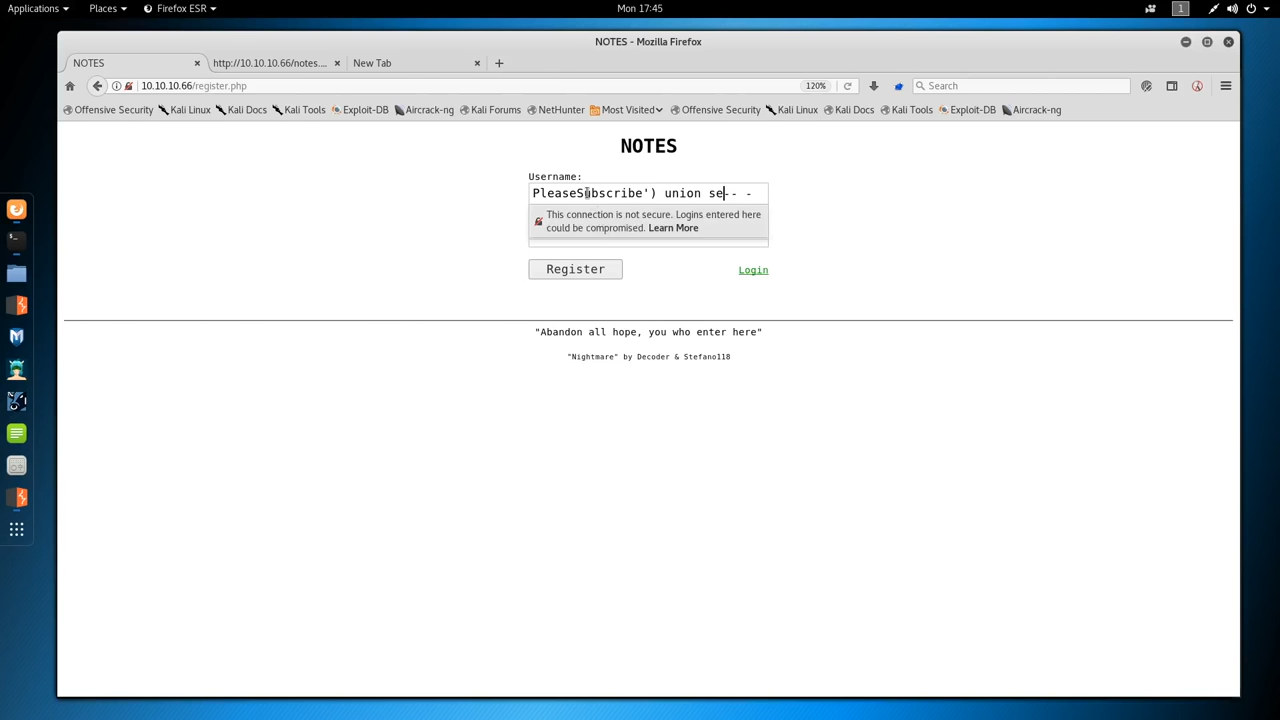 Applications Places Firefox ESR Mon 17:45 1
NOTES - Mozilla Firefox
NOTES http://10.10.10.66/notes.... New Tab
10.10.10.66/register.php 120% Search
Offensive Security Kali Linux Kali Docs Kali Tools Exploit-DB Aircrack-ng Kali Forums NetHunter Most Visited Offensive Security Kali Linux Kali Docs Kali Tools Exploit-DB Aircrack-ng
NOTES
Username:
PleaseSubscribe') union se-- -
This connection is not secure. Logins entered here
could be compromised. Learn More
Register Login
"Abandon all hope, you who enter here"
"Nightmare" by Decoder & Stefano118